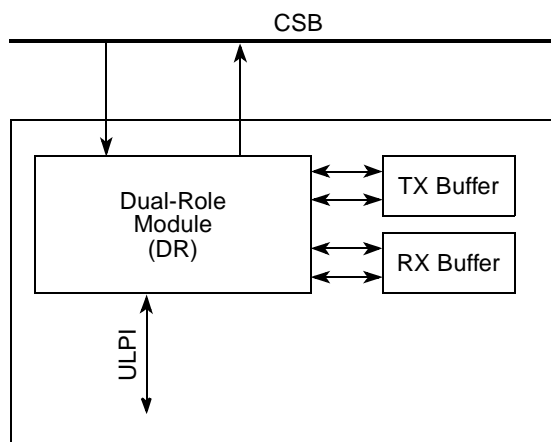 CSB
Dual-Role
Module
(DR)
TX Buffer
RX Buffer
ULPI